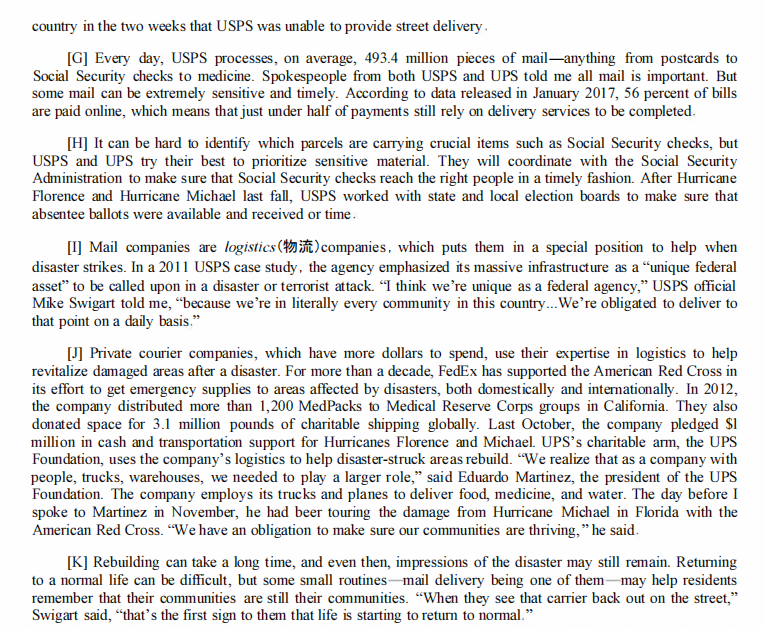 country in the two weeks that USPS was unable to provide street delivery.
[G] Every day, USPS processes, on average, 493.4 million pieces of mail—anything from postcards to
Social Security checks to medicine. Spokespeople from both USPS and UPS told me all mail is important. But
some mail can be extremely sensitive and timely. According to data released in January 2017, 56 percent of bills
are paid online, which means that just under half of payments still rely on delivery services to be completed.
[H] It can be hard to identify which parcels are carrying crucial items such as Social Security checks, but
USPS and UPS try their best to prioritize sensitive material. They will coordinate with the Social Security
Administration to make sure that Social Security checks reach the right people in a timely fashion. After Hurricane
Florence and Hurricane Michael last fall, USPS worked with state and local election boards to make sure that
absentee ballots were available and received or time.
[I] Mail companies are logistics(物流)companies, which puts them in a special position to help when
disaster strikes. In a 2011 USPS case study, the agency emphasized its massive infrastructure as a “unique federal
asset” to be called upon in a disaster or terrorist attack. “I think we’re unique as a federal agency,” USPS official
Mike Swigart told me, “because we’re in literally every community in this country...We’re obligated to deliver to
that point on a daily basis.”
[J] Private courier companies, which have more dollars to spend, use their expertise in logistics to help
revitalize damaged areas after a disaster. For more than a decade, FedEx has supported the American Red Cross in
its effort to get emergency supplies to areas affected by disasters, both domestically and internationally. In 2012,
the company distributed more than 1,200 MedPacks to Medical Reserve Corps groups in California. They also
donated space for 3.1 million pounds of charitable shipping globally. Last October, the company pledged $1
million in cash and transportation support for Hurricanes Florence and Michael. UPS’s charitable arm, the UPS
Foundation, uses the company’s logistics to help disaster-struck areas rebuild. “We realize that as a company with
people, trucks, warehouses, we needed to play a larger role,” said Eduardo Martinez, the president of the UPS
Foundation. The company employs its trucks and planes to deliver food, medicine, and water. The day before I
spoke to Martinez in November, he had beer touring the damage from Hurricane Michael in Florida with the
American Red Cross. “We have an obligation to make sure our communities are thriving,” he said.
[K] Rebuilding can take a long time, and even then, impressions of the disaster may still remain. Returning
to a normal life can be difficult, but some small routines—mail delivery being one of them—may help residents
remember that their communities are still their communities. “When they see that carrier back out on the street,”
Swigart said, “that’s the first sign to them that life is starting to return to normal.”